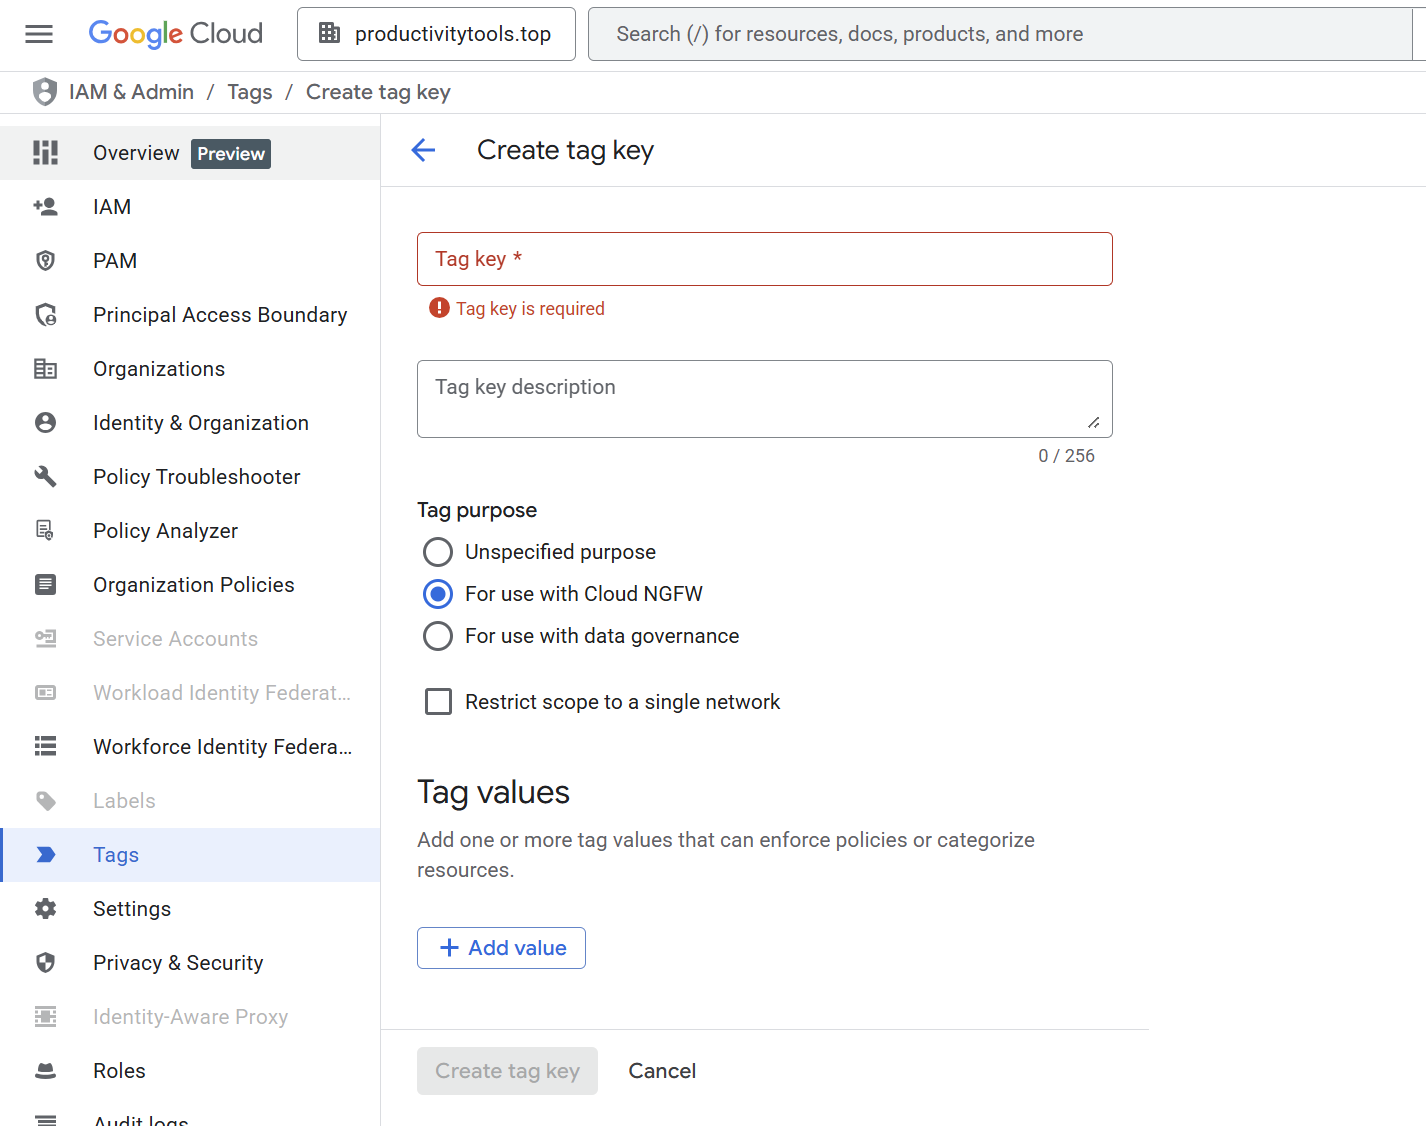 Google Cloud
productivitytools.top
Search (/) for resources, docs, products, and more
IAM & Admin / Tags / Create tag key
Overview Preview
IAM
PAM
Principal Access Boundary
Organizations
Identity & Organization
Policy Troubleshooter
Policy Analyzer
Organization Policies
Service Accounts
Workload Identity Federat...
Workforce Identity Federa...
Labels
Tags
Settings
Privacy & Security
Identity-Aware Proxy
Roles
Audit logs
Create tag key
Tag key *
Tag key is required
Tag key description
0 / 256
Tag purpose
Unspecified purpose
For use with Cloud NGFW
For use with data governance
Restrict scope to a single network
Tag values
Add one or more tag values that can enforce policies or categorize
resources.
+ Add value
Create tag key Cancel